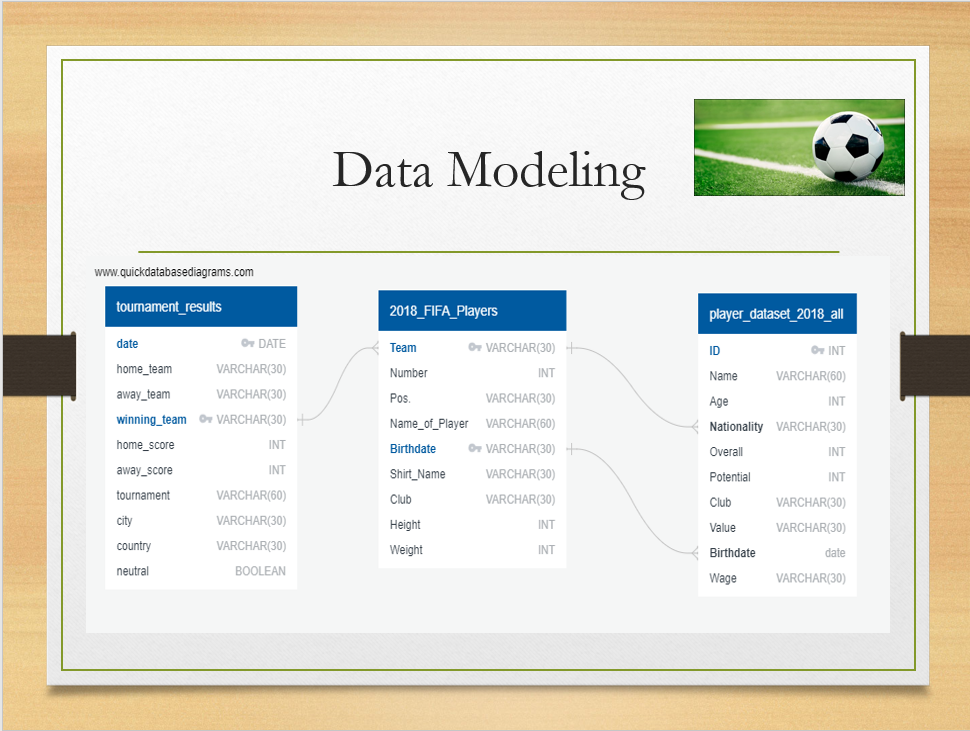 Data Modeling
www.quickdatabasediagrams.com
tournament_results
date DATE
home_team VARCHAR(30)
away_team VARCHAR(30)
winning_team VARCHAR(30)
home_score INT
away_score INT
tournament VARCHAR(60)
city VARCHAR(30)
country VARCHAR(30)
neutral BOOLEAN
2018_FIFA_Players
Team VARCHAR(30)
Number INT
Pos. VARCHAR(30)
Name_of_Player VARCHAR(60)
Birthdate VARCHAR(30)
Shirt_Name VARCHAR(30)
Club VARCHAR(30)
Height INT
Weight INT
player_dataset_2018_all
ID INT
Name VARCHAR(60)
Age INT
Nationality VARCHAR(30)
Overall INT
Potential INT
Club VARCHAR(30)
Value VARCHAR(30)
Birthdate date
Wage VARCHAR(30)